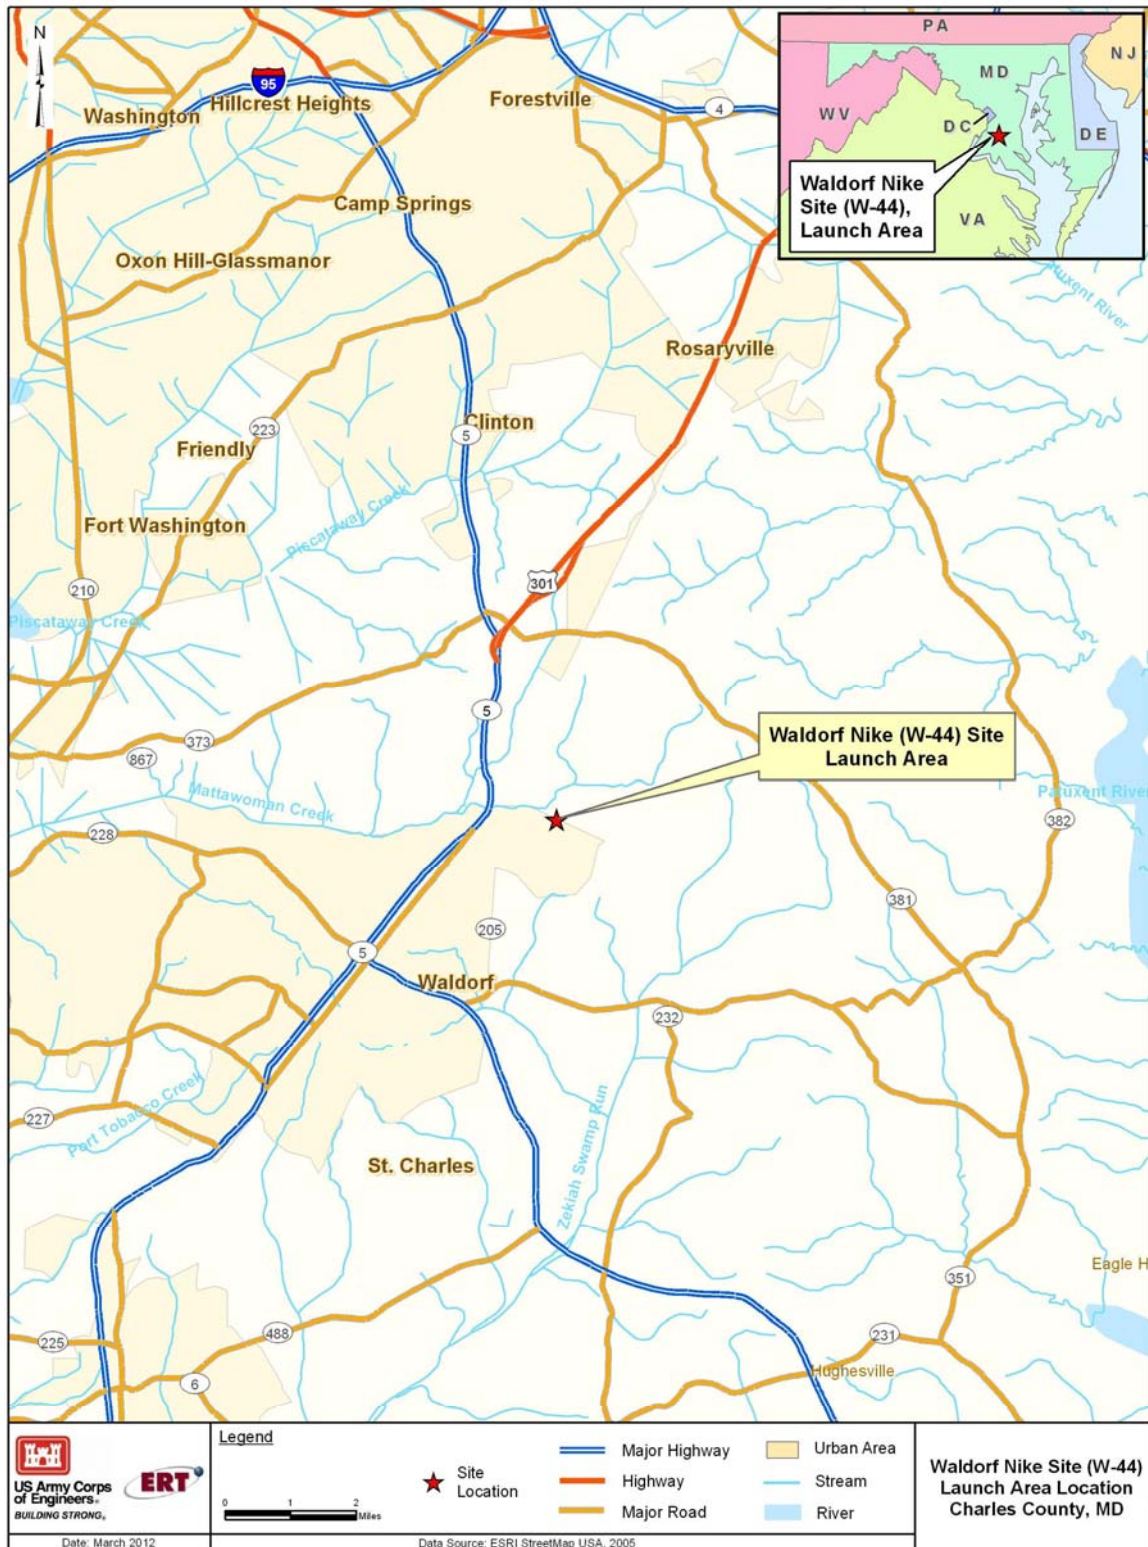 N
95
Washington
Hillcrest Heights
Forestville
4
Camp Springs
Oxon Hill-Glassmanor
PA
NJ
MD
WV
DC
DE
VA
Waldorf Nike
Site (W-44),
Launch Area
Patuxent River
Rosaryville
Clinton
5
223
Friendly
Piscataway Creek
Fort Washington
301
210
Piscataway Creek
5
373
867
Waldorf Nike (W-44) Site
Launch Area
Mattawoman Creek
Patuxent River
228
382
381
205
5
Waldorf
232
Port Tobacco Creek
227
Zekiah Swamp Run
St. Charles
Eagle H
351
488
225
231
Hughesville
6
US Army Corps
of Engineers®
BUILDING STRONG®
ERT
Date: March 2012
Legend
0 1 2
Miles
Site
Location
Major Highway
Highway
Major Road
Urban Area
Stream
River
Data Source: ESRI StreetMap USA, 2005
Waldorf Nike Site (W-44)
Launch Area Location
Charles County, MD